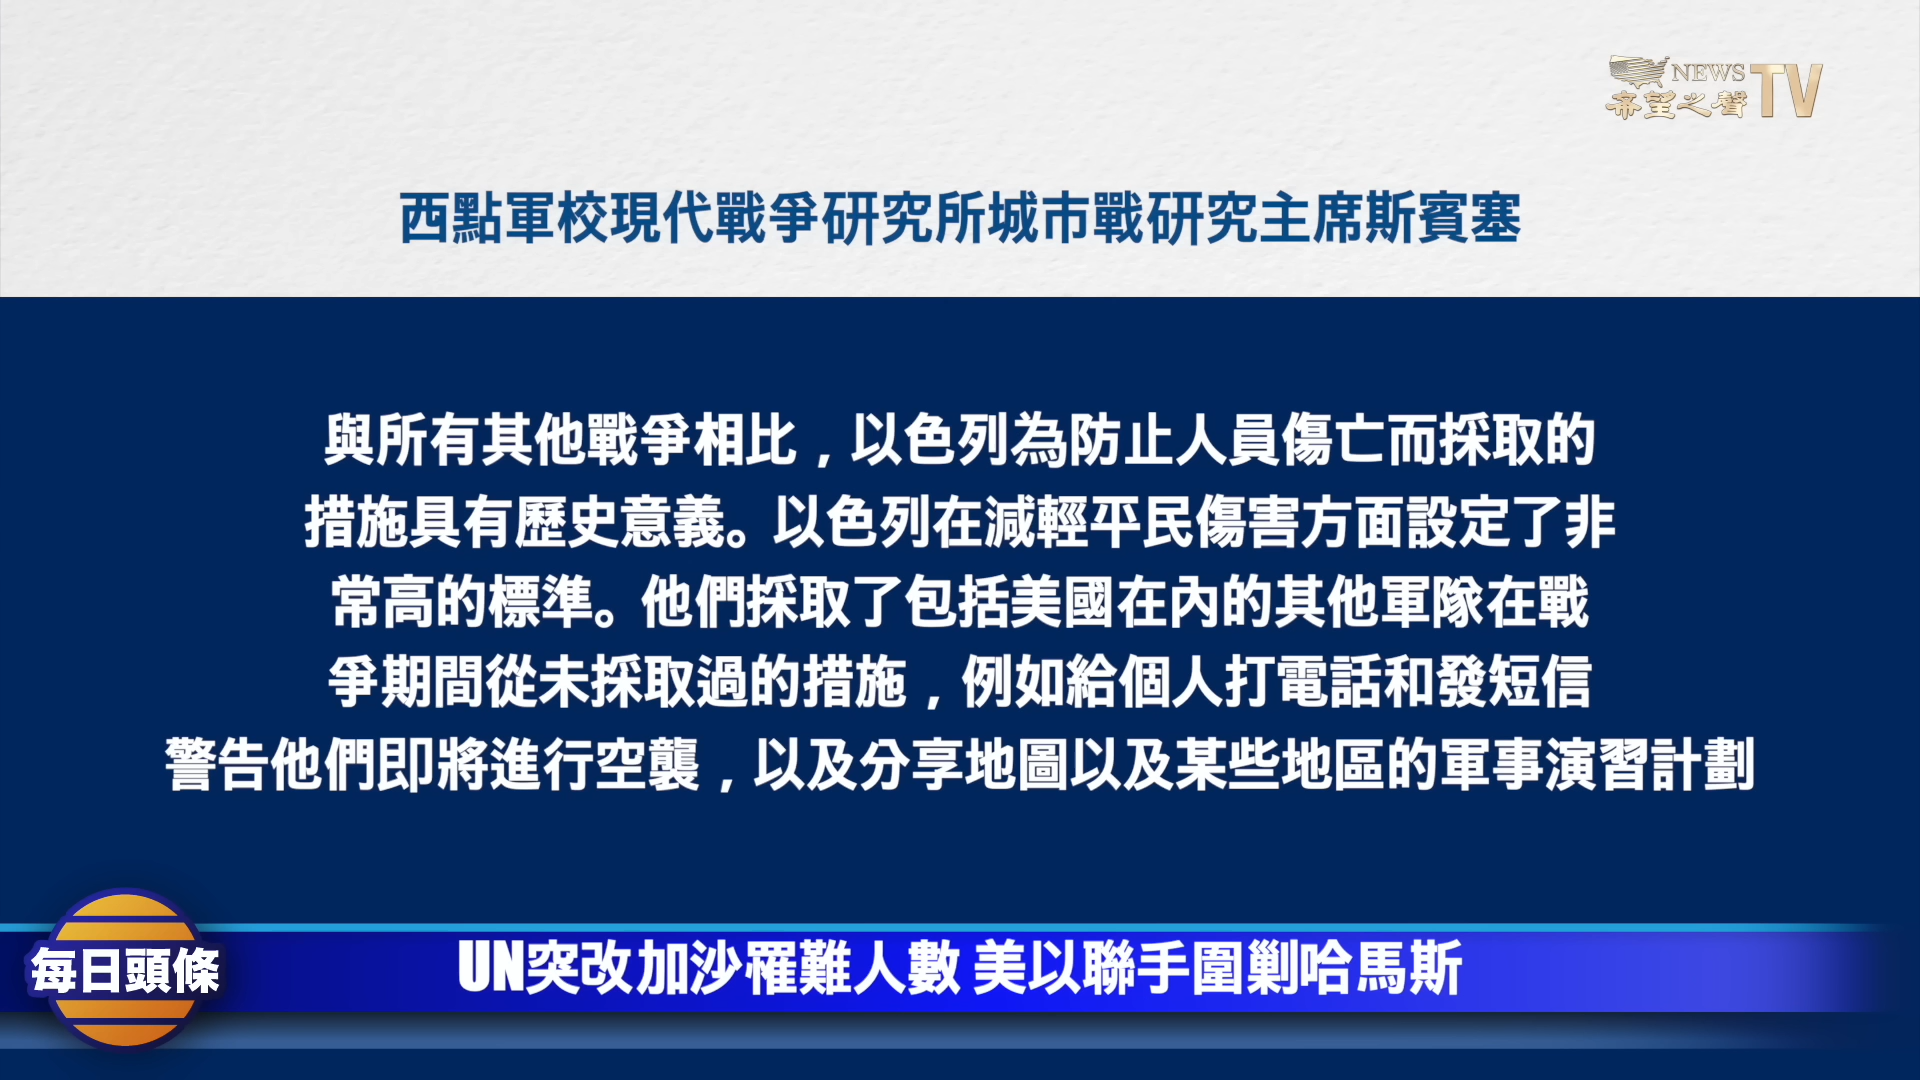 NEWS
希望之聲TV
西點軍校現代戰爭研究所城市戰研究主席斯賓塞
與所有其他戰爭相比，以色列為防止人員傷亡而採取的
措施具有歷史意義。以色列在減輕平民傷害方面設定了非
常高的標準。他們採取了包括美國在內的其他軍隊在戰
爭期間從未採取過的措施，例如給個人打電話和發短信
警告他們即將進行空襲，以及分享地圖以及某些地區的軍事演習計劃
每日頭條
UN突改加沙罹難人數 美以聯手圍剿哈馬斯